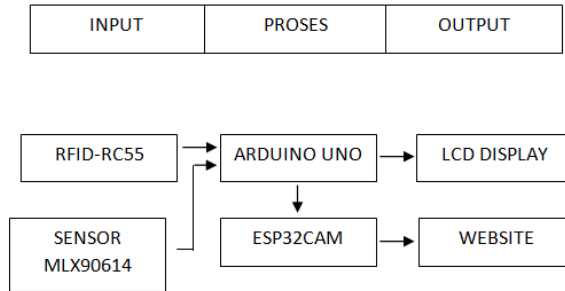 INPUT PROSES OUTPUT
RFID-RC55 ARDUINO UNO LCD DISPLAY
SENSOR ESP32CAM WEBSITE
MLX90614